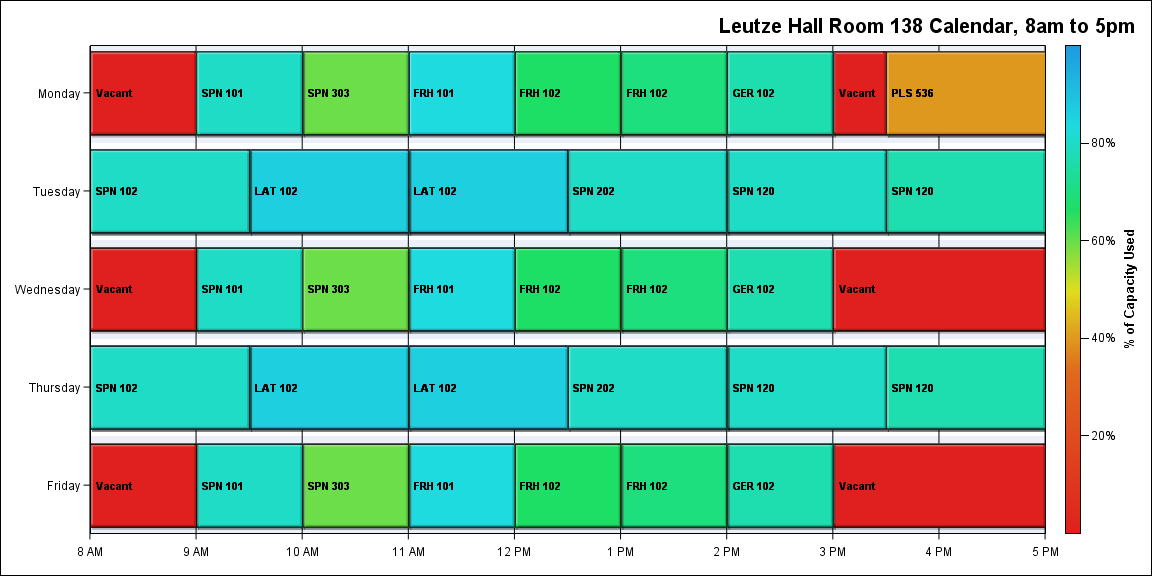 Leutze Hall Room 138 Calendar, 8am to 5pm
Monday
Vacant
SPN 101
SPN 303
FRH 101
FRH 102
FRH 102
GER 102
Vacant
PLS 536
Tuesday
SPN 102
LAT 102
LAT 102
SPN 202
SPN 120
SPN 120
Wednesday
Vacant
SPN 101
SPN 303
FRH 101
FRH 102
FRH 102
GER 102
Vacant
Thursday
SPN 102
LAT 102
LAT 102
SPN 202
SPN 120
SPN 120
Friday
Vacant
SPN 101
SPN 303
FRH 101
FRH 102
FRH 102
GER 102
Vacant
8 AM
9 AM
10 AM
11 AM
12 PM
1 PM
2 PM
3 PM
4 PM
5 PM
80%
60%
40%
20%
% of Capacity Used